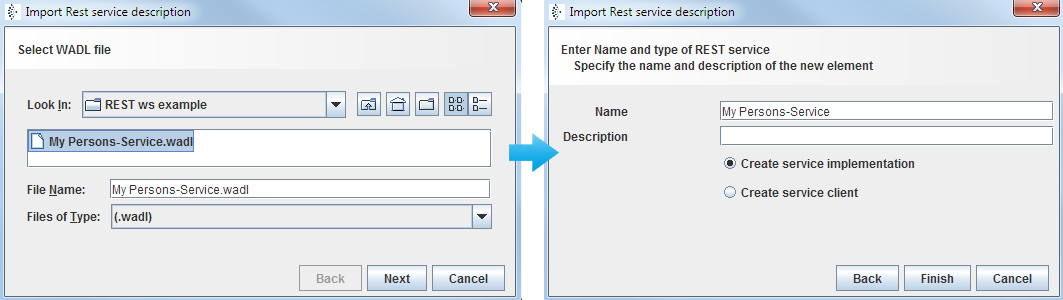 Import Rest service description
Select WADL file
Look In: REST ws example
My Persons-Service.wadl
File Name: My Persons-Service.wadl
Files of Type: (.wadl)
Back Next Cancel
Import Rest service description
Enter Name and type of REST service
Specify the name and description of the new element
Name My Persons-Service
Description
Create service implementation
Create service client
Back Finish Cancel